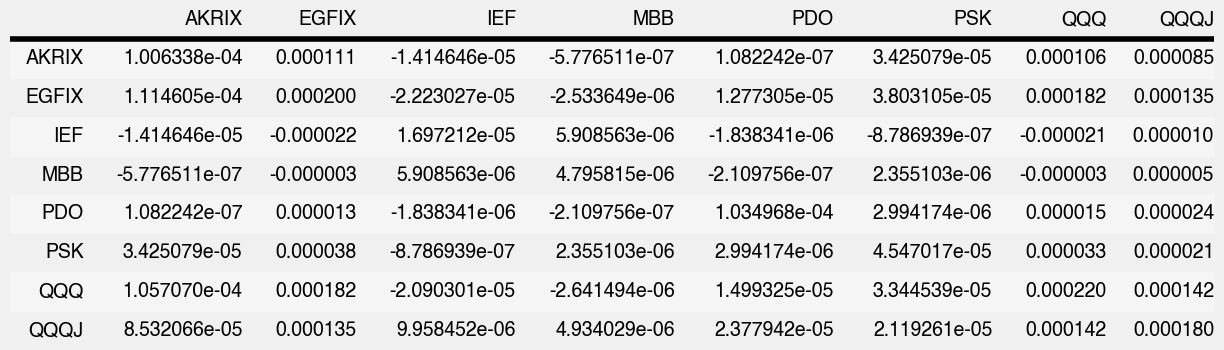 AKRIX EGFIX IEF MBB PDO PSK QQQ QQQJ
AKRIX 1.006338e-04 0.000111 -1.414646e-05 -5.776511e-07 1.082242e-07 3.425079e-05 0.000106 0.000085
EGFIX 1.114605e-04 0.000200 -2.223027e-05 -2.533649e-06 1.277305e-05 3.803105e-05 0.000182 0.000135
IEF -1.414646e-05 -0.000022 1.697212e-05 5.908563e-06 -1.838341e-06 -8.786939e-07 -0.000021 0.000010
MBB -5.776511e-07 -0.000003 5.908563e-06 4.795815e-06 -2.109756e-07 2.355103e-06 -0.000003 0.000005
PDO 1.082242e-07 0.000013 -1.838341e-06 -2.109756e-07 1.034968e-04 2.994174e-06 0.000015 0.000024
PSK 3.425079e-05 0.000038 -8.786939e-07 2.355103e-06 2.994174e-06 4.547017e-05 0.000033 0.000021
QQQ 1.057070e-04 0.000182 -2.090301e-05 -2.641494e-06 1.499325e-05 3.344539e-05 0.000220 0.000142
QQQJ 8.532066e-05 0.000135 9.958452e-06 4.934029e-06 2.377942e-05 2.119261e-05 0.000142 0.000180